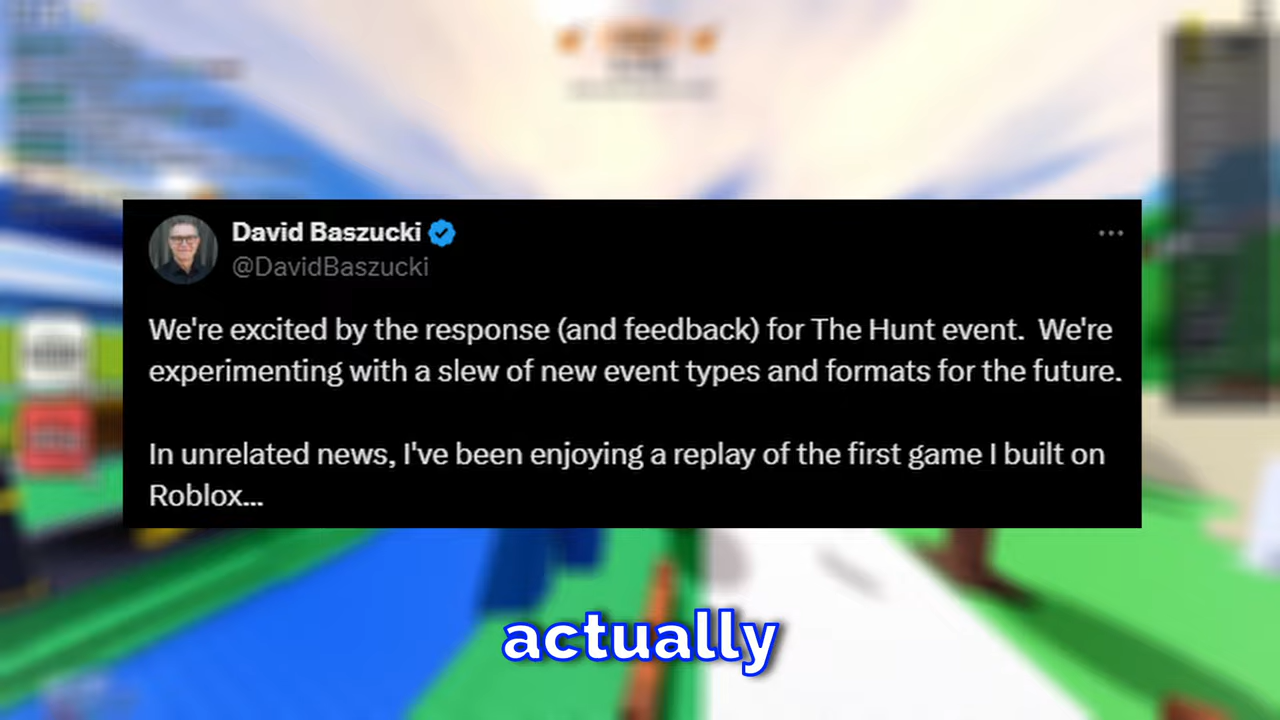 David Baszucki
@DavidBaszucki
We're excited by the response (and feedback) for The Hunt event.  We're
experimenting with a slew of new event types and formats for the future.
In unrelated news, I've been enjoying a replay of the first game I built on
Roblox...
actually